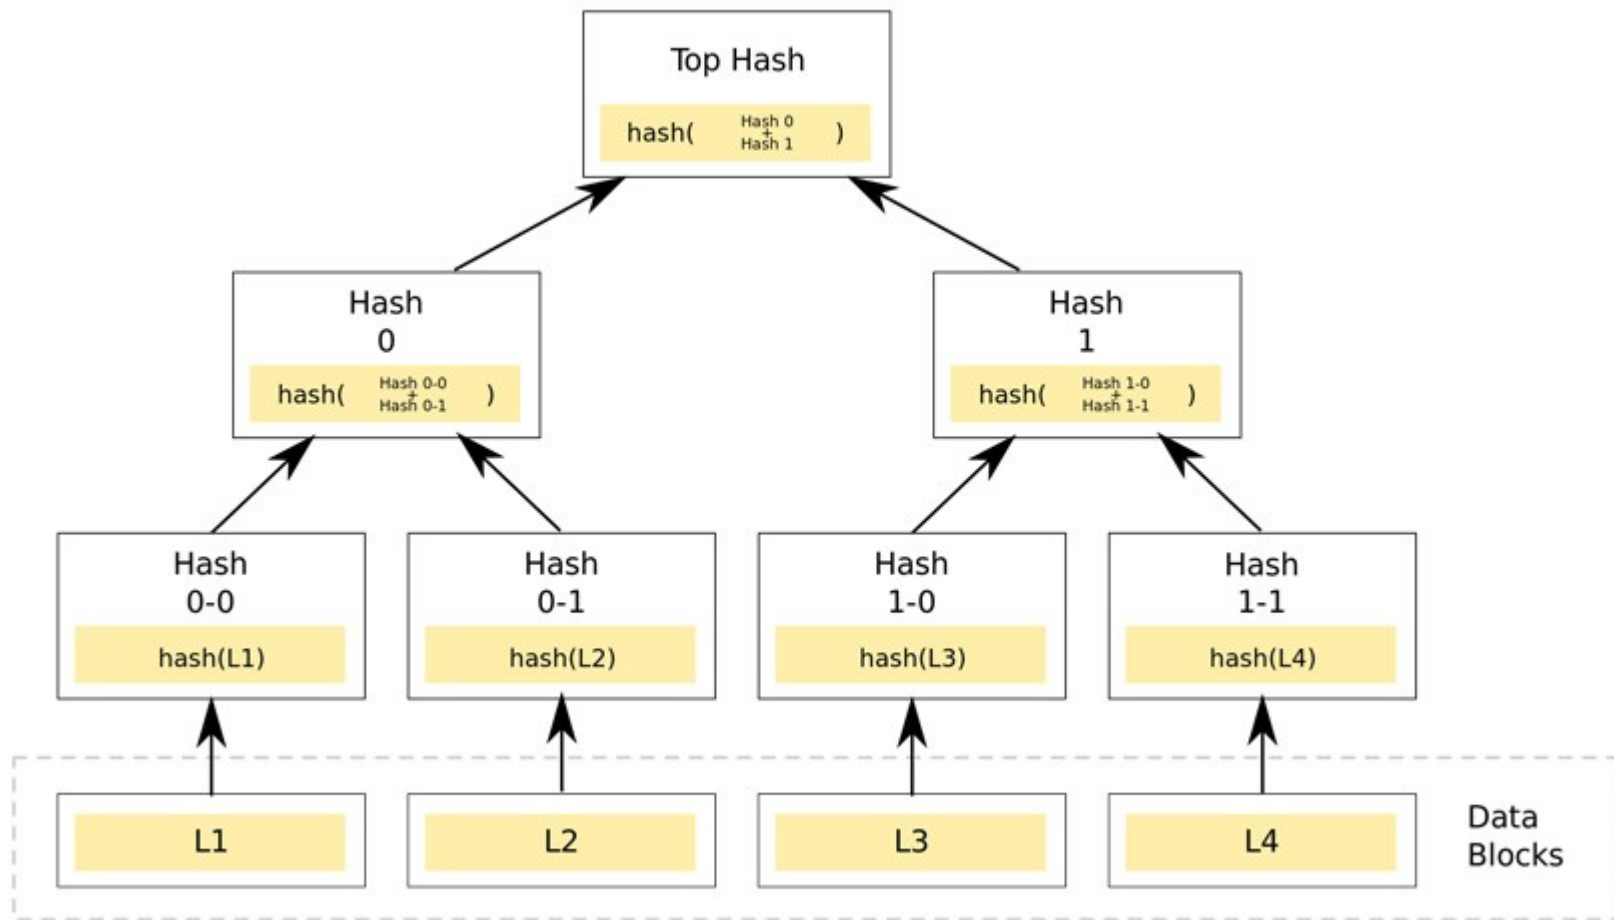 Top Hash
hash( Hash 0 + Hash 1 )
Hash
0
hash( Hash 0-0 + Hash 0-1 )
Hash
1
hash( Hash 1-0 + Hash 1-1 )
Hash
0-0
hash(L1)
Hash
0-1
hash(L2)
Hash
1-0
hash(L3)
Hash
1-1
hash(L4)
L1
L2
L3
L4
Data
Blocks